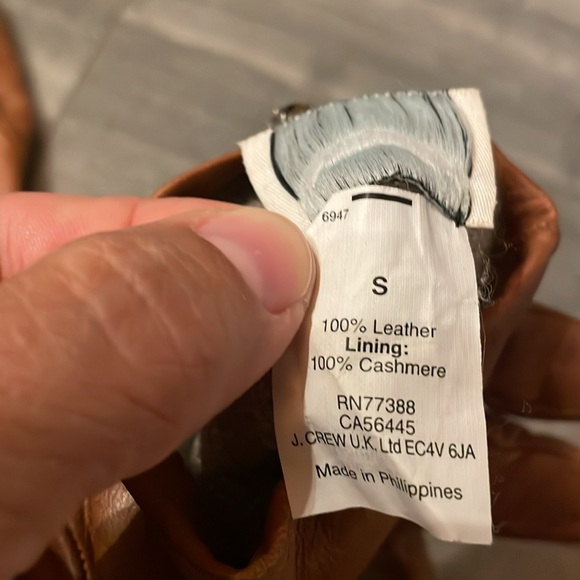 6947
S
100% Leather
Lining:
100% Cashmere
RN77388
CA56445
J. CREW U.K. Ltd EC4V 6JA
Made in Philippines